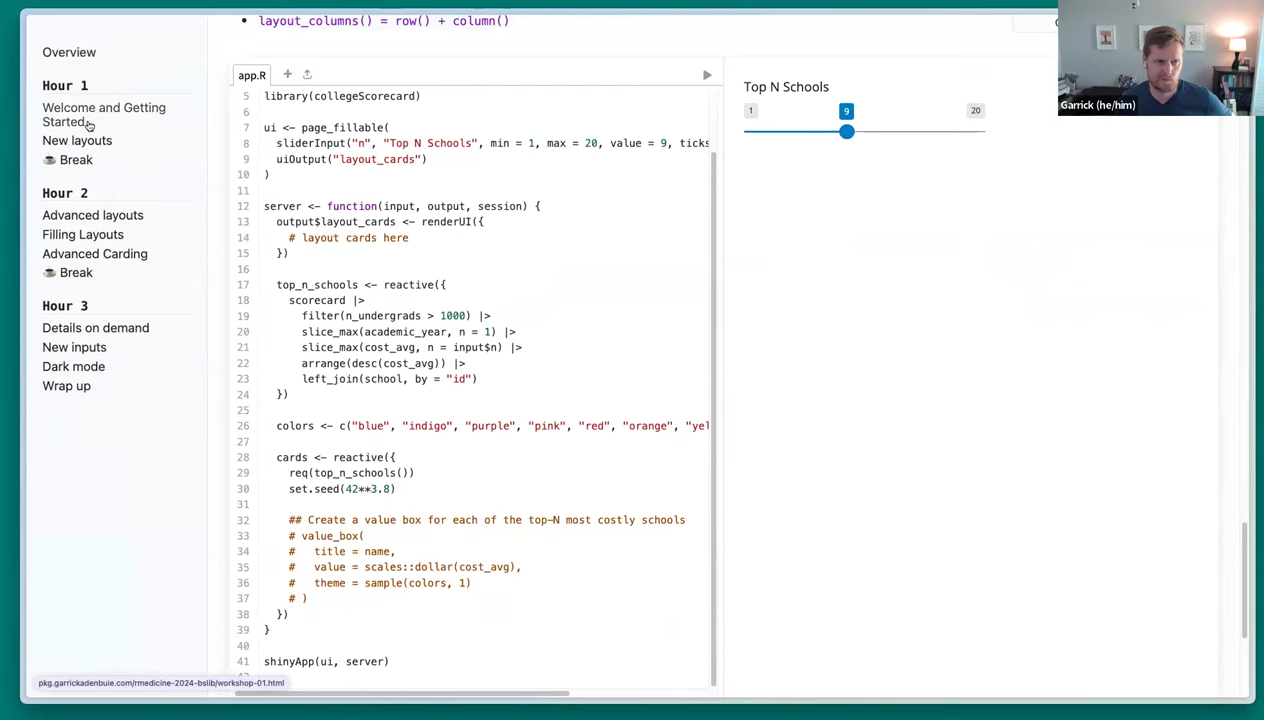 layout_columns() = row() + column()
Overview
Hour 1
Welcome and Getting
Started
New layouts
Break
Hour 2
Advanced layouts
Filling Layouts
Advanced Carding
Break
Hour 3
Details on demand
New inputs
Dark mode
Wrap up
app.R
5 library(collegeScorecard)
6
7 ui <- page_fillable(
8   sliderInput("n", "Top N Schools", min = 1, max = 20, value = 9, ticks
9   uiOutput("layout_cards")
10 )
11
12 server <- function(input, output, session) {
13   output$layout_cards <- renderUI({
14     # layout cards here
15   })
16
17   top_n_schools <- reactive({
18     scorecard |>
19       filter(n_undergrads > 1000) |>
20       slice_max(academic_year, n = 1) |>
21       slice_max(cost_avg, n = input$n) |>
22       arrange(desc(cost_avg)) |>
23       left_join(school, by = "id")
24   })
25
26   colors <- c("blue", "indigo", "purple", "pink", "red", "orange", "yel
27
28   cards <- reactive({
29     req(top_n_schools())
30     set.seed(42**3.8)
31
32     ## Create a value box for each of the top-N most costly schools
33     # value_box(
34     #   title = name,
35     #   value = scales::dollar(cost_avg),
36     #   theme = sample(colors, 1)
37     # )
38   })
39 }
40
41 shinyApp(ui, server)
Top N Schools
1 9 20
Garrick (he/him)
pkg.garrickadenbuie.com/rmedicine-2024-bslib/workshop-01.html